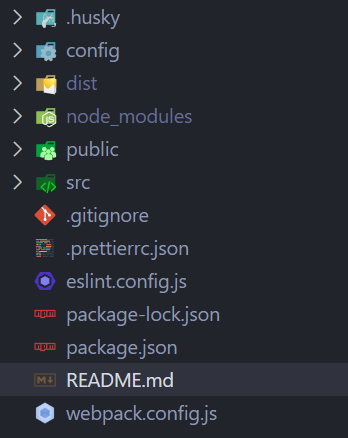 .husky
config
dist
node_modules
public
src
.gitignore
.prettierrc.json
eslint.config.js
package-lock.json
package.json
README.md
webpack.config.js